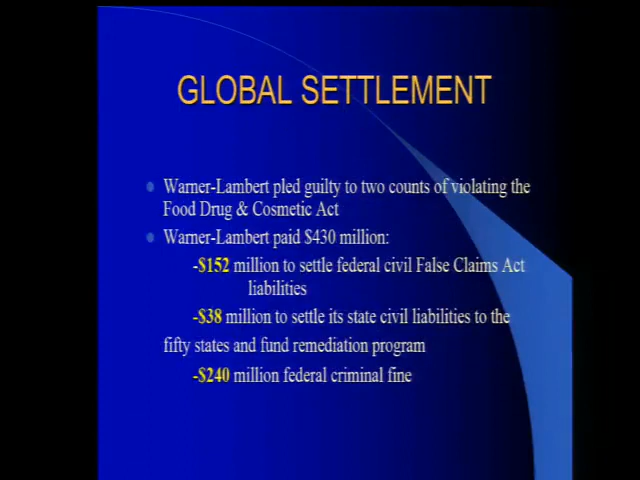 GLOBAL SETTLEMENT
Warner-Lambert pled guilty to two counts of violating the
Food Drug & Cosmetic Act
Warner-Lambert paid $430 million:
-$152 million to settle federal civil False Claims Act
liabilities
-$38 million to settle its state civil liabilities to the
fifty states and fund remediation program
-$240 million federal criminal fine